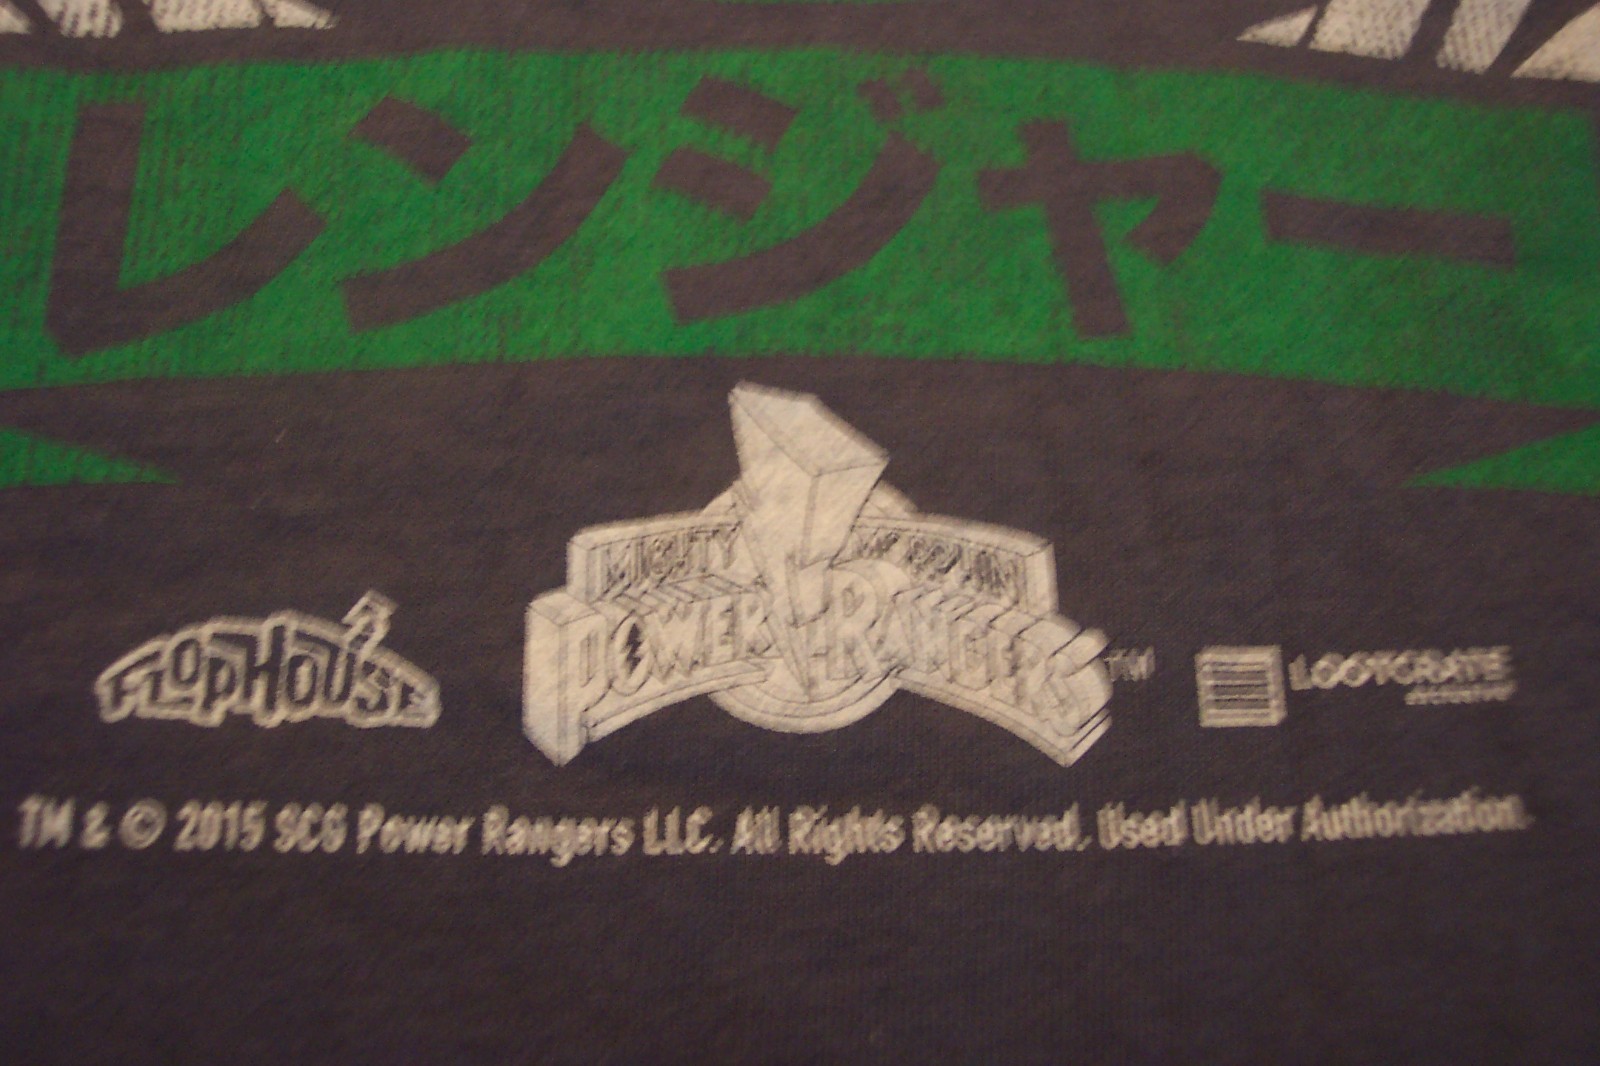 レンジャー
MIGHTY MORPHIN
POWER RANGERS TM
FLOPHOUSE
LOOTCRATE
TM & © 2015 SCG Power Rangers LLC. All Rights Reserved. Used Under Authorization.